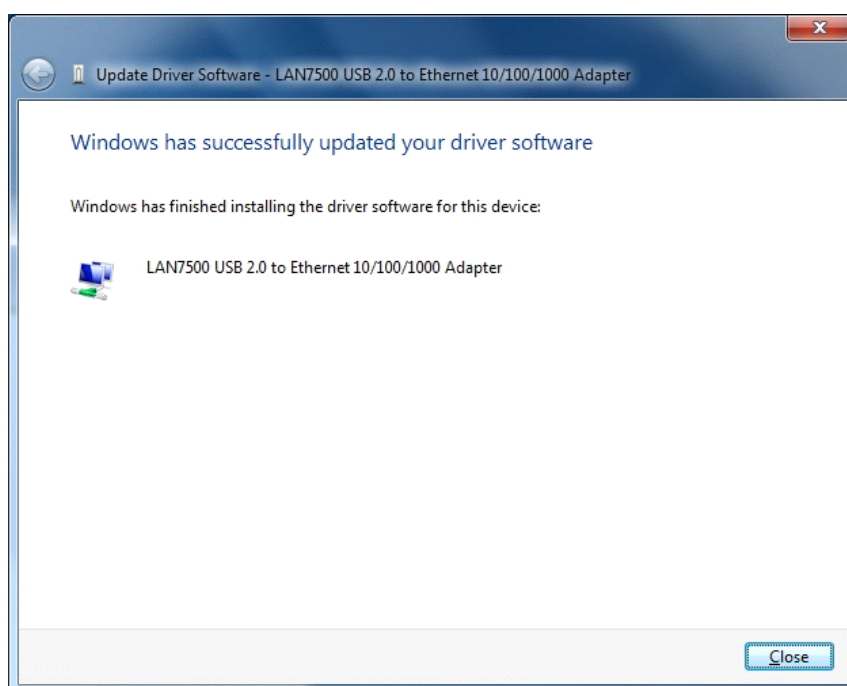 Update Driver Software - LAN7500 USB 2.0 to Ethernet 10/100/1000 Adapter
Windows has successfully updated your driver software
Windows has finished installing the driver software for this device:
LAN7500 USB 2.0 to Ethernet 10/100/1000 Adapter
Close